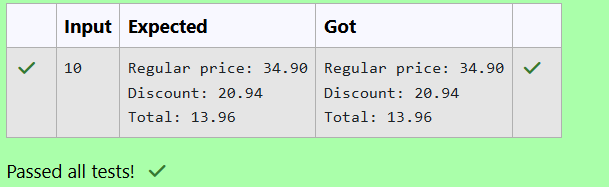 Input Expected Got
10 Regular price: 34.90 Regular price: 34.90
Discount: 20.94 Discount: 20.94
Total: 13.96 Total: 13.96
Passed all tests!